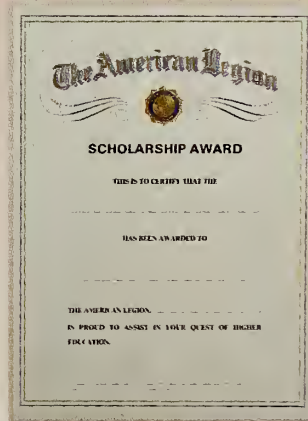 The American Legion
SCHOLARSHIP AWARD
THIS IS TO CERTIFY THAT THE
HAS BEEN AWARDED TO
THE AMERICAN LEGION,
IS PROUD TO ASSIST IN YOUR QUEST OF HIGHER
EDUCATION.